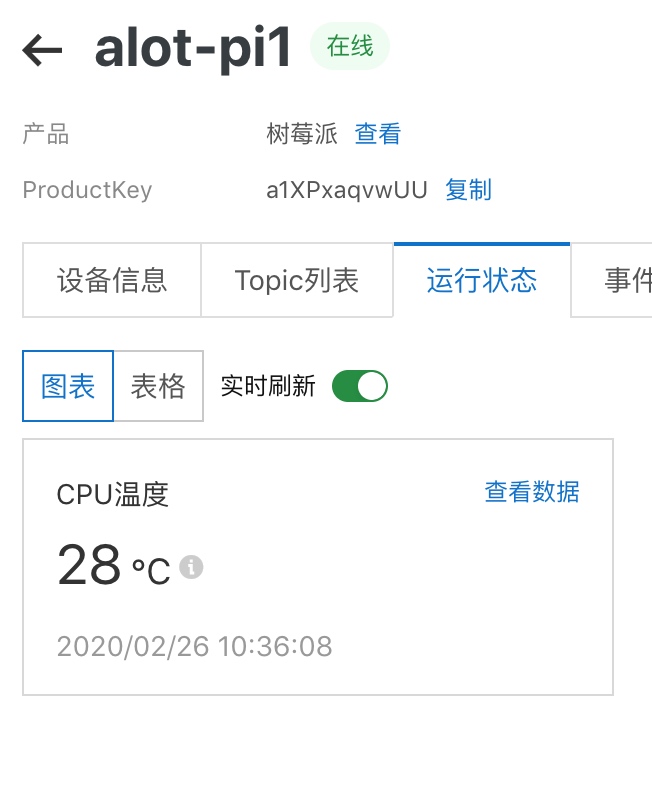 alot-pi1 在线
产品 树莓派 查看
ProductKey a1XPxaqvwUU 复制
设备信息 Topic列表 运行状态 事件
图表 表格 实时刷新
CPU温度 查看数据
28 °C
2020/02/26 10:36:08